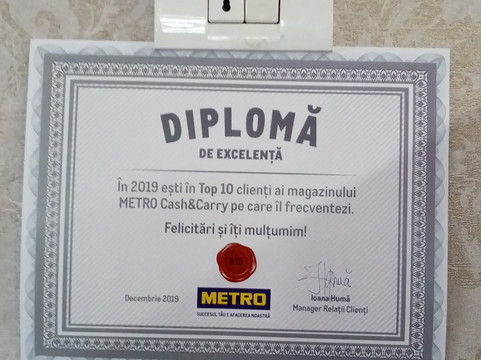 DIPLOMĂ
DE EXCELENȚĂ
În 2019 ești în Top 10 clienți ai magazinului
METRO Cash&Carry pe care îl frecventezi.
Felicitări și îți mulțumim!
Decembrie 2019
METRO
SUCCESUL TĂU E AFACEREA NOASTRĂ
Ioana Humă
Manager Relații Clienți